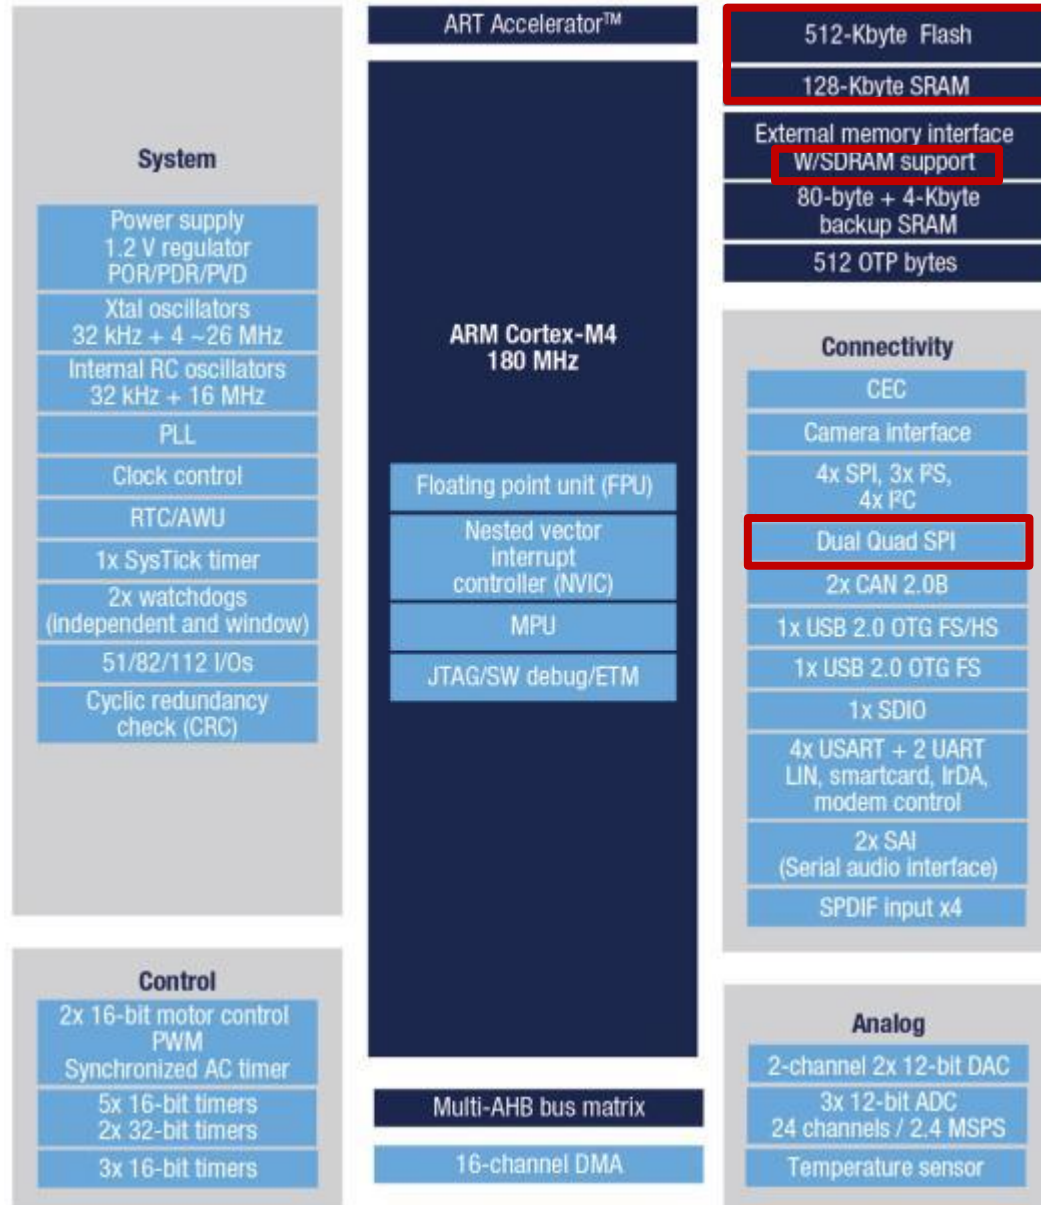 System
Power supply
1.2 V regulator
POR/PDR/PVD
Xtal oscillators
32 kHz + 4 ~26 MHz
Internal RC oscillators
32 kHz + 16 MHz
PLL
Clock control
RTC/AWU
1x SysTick timer
2x watchdogs
(independent and window)
51/82/112 I/Os
Cyclic redundancy
check (CRC)
Control
2x 16-bit motor control
PWM
Synchronized AC timer
5x 16-bit timers
2x 32-bit timers
3x 16-bit timers
ART Accelerator™
ARM Cortex-M4
180 MHz
Floating point unit (FPU)
Nested vector
interrupt
controller (NVIC)
MPU
JTAG/SW debug/ETM
Multi-AHB bus matrix
16-channel DMA
512-Kbyte Flash
128-Kbyte SRAM
External memory interface
W/SDRAM support
80-byte + 4-Kbyte
backup SRAM
512 OTP bytes
Connectivity
CEC
Camera interface
4x SPI, 3x I²S,
4x I²C
Dual Quad SPI
2x CAN 2.0B
1x USB 2.0 OTG FS/HS
1x USB 2.0 OTG FS
1x SDIO
4x USART + 2 UART
LIN, smartcard, IrDA,
modem control
2x SAI
(Serial audio interface)
SPDIF input x4
Analog
2-channel 2x 12-bit DAC
3x 12-bit ADC
24 channels / 2.4 MSPS
Temperature sensor